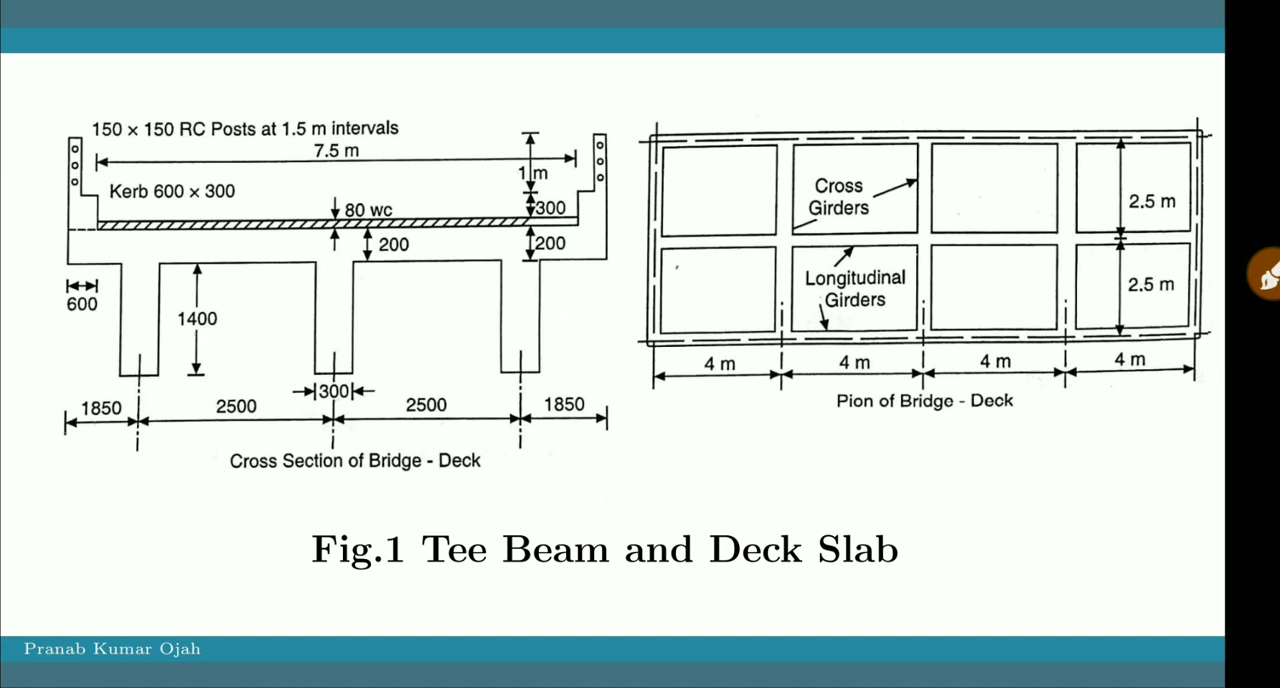 150 × 150 RC Posts at 1.5 m intervals
7.5 m
1 m
Kerb 600 × 300
80 wc
300
200
200
600
1400
300
1850
2500
2500
1850
Cross Section of Bridge - Deck
Cross
Girders
2.5 m
Longitudinal
Girders
2.5 m
4 m
4 m
4 m
4 m
Pion of Bridge - Deck
Fig.1 Tee Beam and Deck Slab
Pranab Kumar Ojah